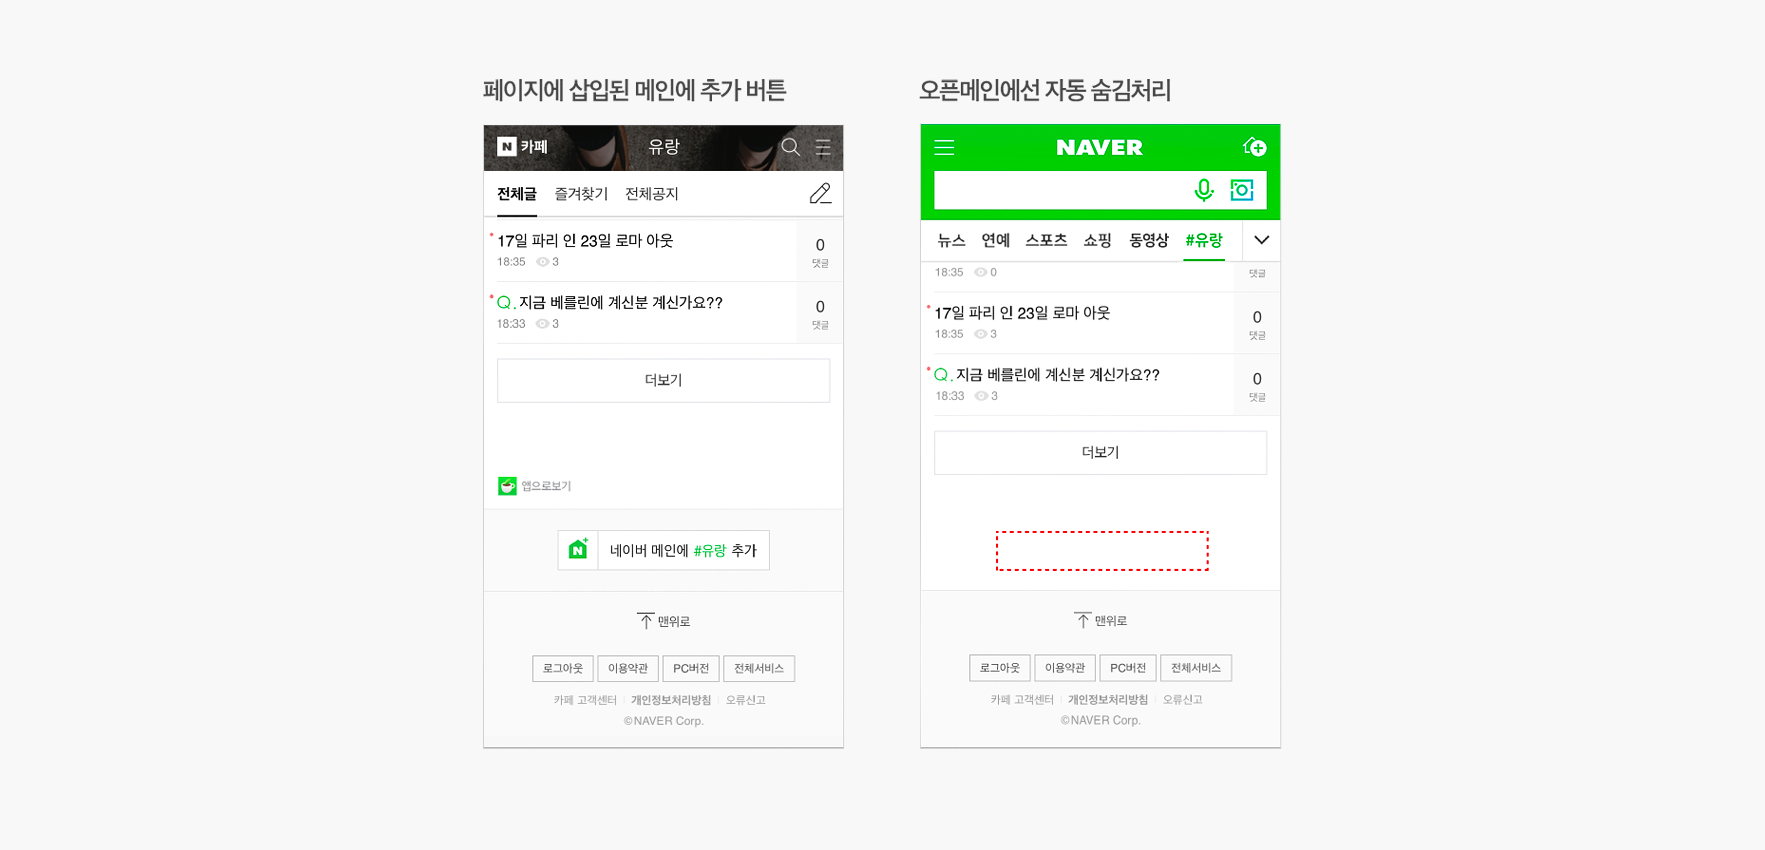 페이지에 삽입된 메인에 추가 버튼
N 카페
유랑
전체글 즐겨찾기 전체공지
17일 파리 인 23일 로마 아웃
18:35 3
0
댓글
Q. 지금 베를린에 계신분 계신가요??
18:33 3
0
댓글
더보기
앱으로보기
N 네이버 메인에 #유랑 추가
맨위로
로그아웃 이용약관 PC버전 전체서비스
카페 고객센터 개인정보처리방침 오류신고
©NAVER Corp.
오픈메인에선 자동 숨김처리
NAVER
뉴스 연예 스포츠 쇼핑 동영상 #유랑
18:35 0
댓글
17일 파리 인 23일 로마 아웃
18:35 3
0
댓글
Q. 지금 베를린에 계신분 계신가요??
18:33 3
0
댓글
더보기
맨위로
로그아웃 이용약관 PC버전 전체서비스
카페 고객센터 개인정보처리방침 오류신고
©NAVER Corp.